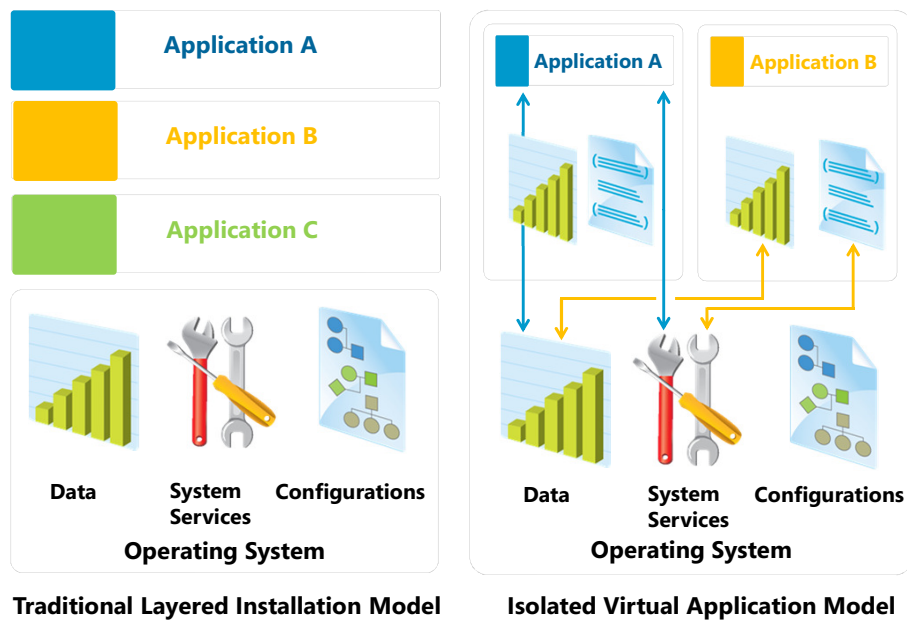 Application A
Application B
Application C
Data
System
Services
Configurations
Operating System
Traditional Layered Installation Model
Application A
Application B
Data
System
Services
Configurations
Operating System
Isolated Virtual Application Model